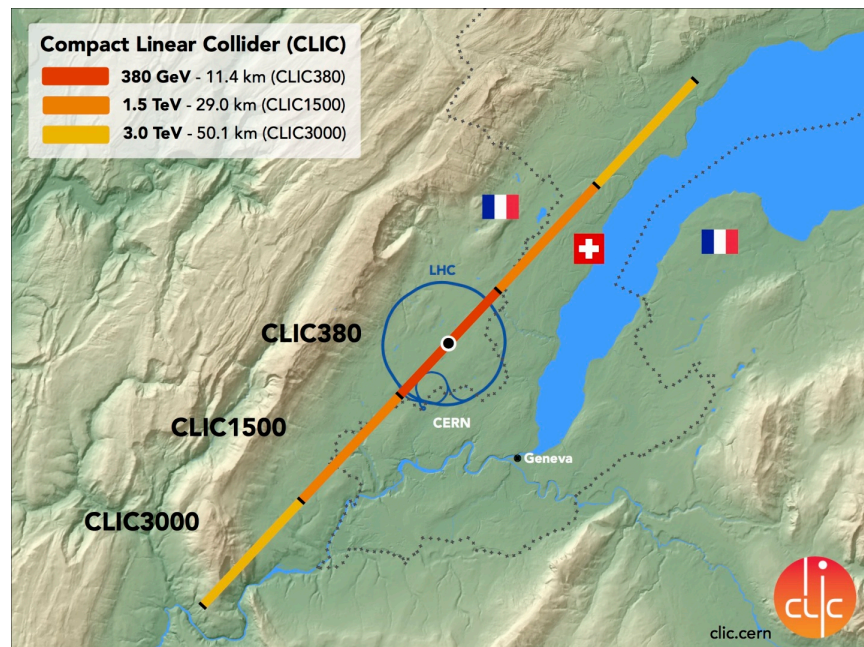 Compact Linear Collider (CLIC)
380 GeV - 11.4 km (CLIC380)
1.5 TeV - 29.0 km (CLIC1500)
3.0 TeV - 50.1 km (CLIC3000)
LHC
CLIC380
CLIC1500
CERN
Geneva
CLIC3000
clic
clic.cern